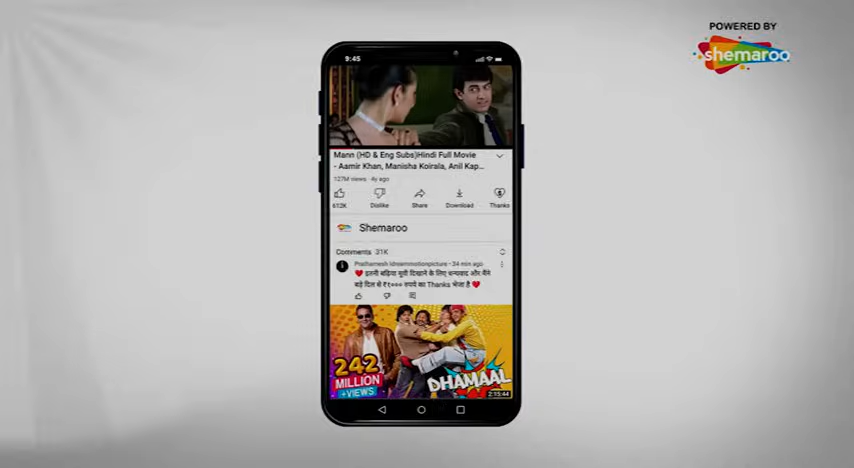 POWERED BY
shemaroo
9:45
Mann (HD & Eng Subs)Hindi Full Movie
- Aamir Khan, Manisha Koirala, Anil Kap...
127M views · 4y ago
612K Dislike Share Download Thanks
Shemaroo
Comments 31K
Prathamesh Idreammotionpicture • 34 min ago
❤️ इतनी बढ़िया मूवी दिखाने के लिए धन्यवाद और मैंने
बड़े दिल से ₹१००० रुपये का Thanks भेजा है ❤️
242
MILLION
+VIEWS
DHAMAAL
2:15:44